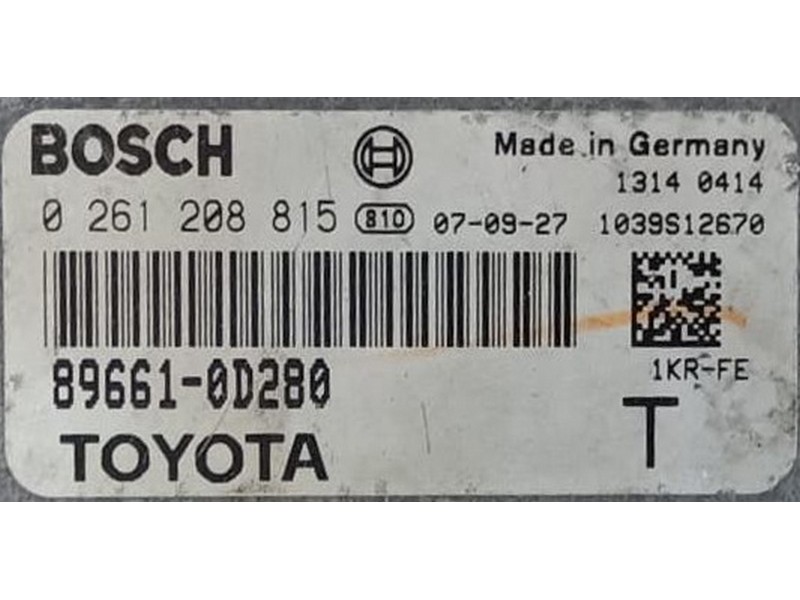 BOSCH Made in Germany
1314 0414
0 261 208 815 810 07-09-27 1039S12670
89661-0D280
1KR-FE
TOYOTA T